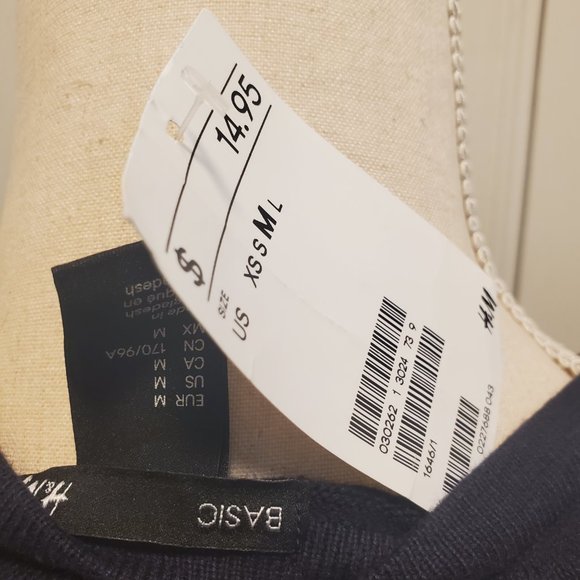 $ 14.95
SIZE
US XS S M L
H&M
030262 1 3024 73 9
1646/1
0227688 043
EUR M
US M
CA M
CN 170/96A
MX M
BASIC
H&M